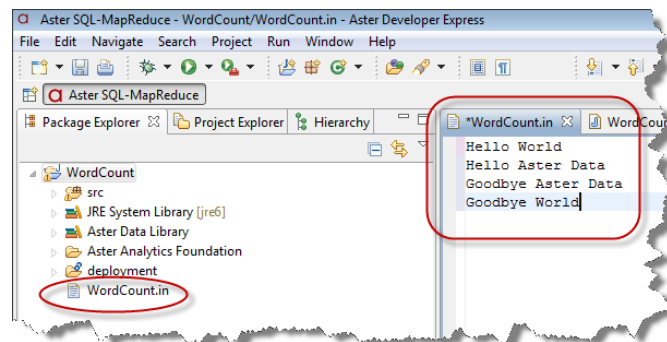 Aster SQL-MapReduce - WordCount/WordCount.in - Aster Developer Express
File Edit Navigate Search Project Run Window Help
Aster SQL-MapReduce
Package Explorer Project Explorer Hierarchy
*WordCount.in WordCoun
WordCount
src
JRE System Library [jre6]
Aster Data Library
Aster Analytics Foundation
deployment
WordCount.in
Hello World
Hello Aster Data
Goodbye Aster Data
Goodbye World